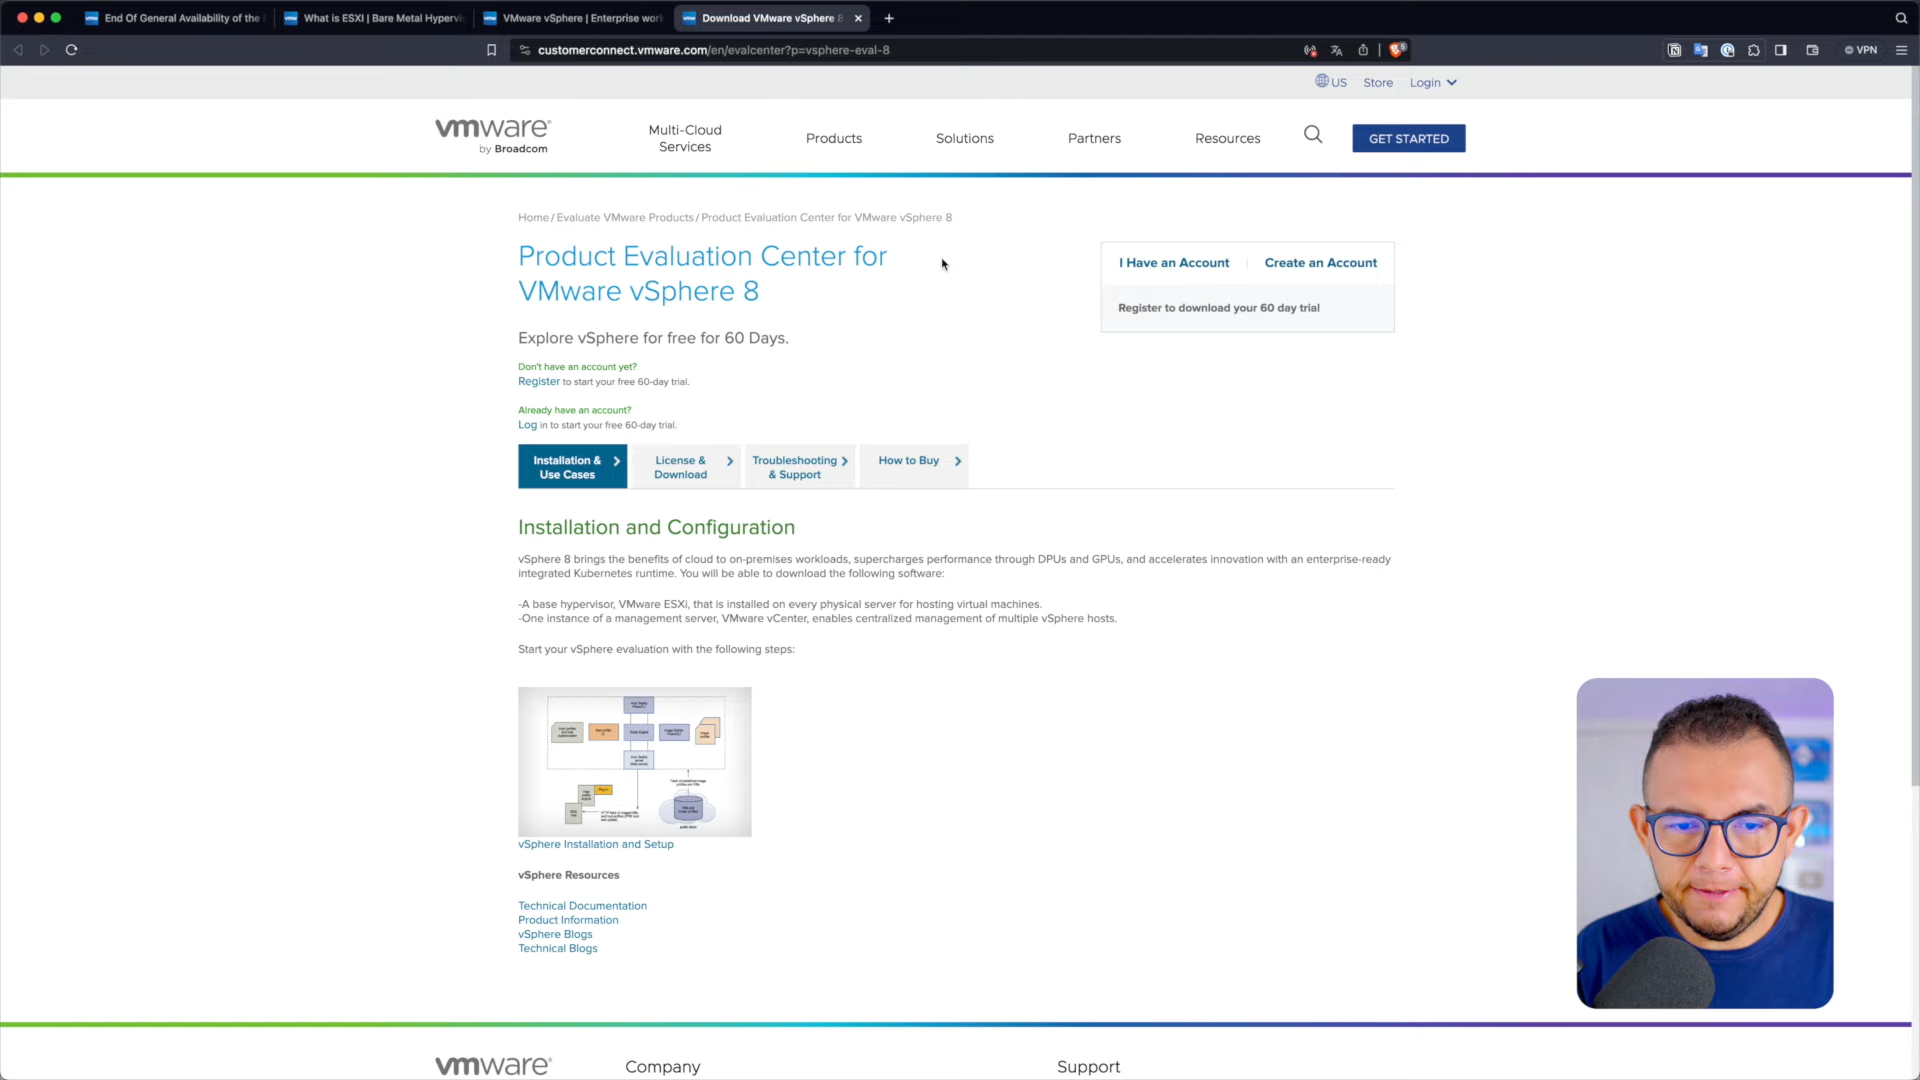 End Of General Availability of the
What is ESXI | Bare Metal Hypervi
VMware vSphere | Enterprise wor
Download VMware vSphere 8
customerconnect.vmware.com/en/evalcenter?p=vsphere-eval-8
VPN
US
Store
Login
vmware®
by Broadcom
Multi-Cloud
Services
Products
Solutions
Partners
Resources
GET STARTED
Home / Evaluate VMware Products / Product Evaluation Center for VMware vSphere 8
Product Evaluation Center for
VMware vSphere 8
I Have an Account
Create an Account
Register to download your 60 day trial
Explore vSphere for free for 60 Days.
Don't have an account yet?
Register to start your free 60-day trial.
Already have an account?
Log in to start your free 60-day trial.
Installation &
Use Cases
License &
Download
Troubleshooting
& Support
How to Buy
Installation and Configuration
vSphere 8 brings the benefits of cloud to on-premises workloads, supercharges performance through DPUs and GPUs, and accelerates innovation with an enterprise-ready
integrated Kubernetes runtime. You will be able to download the following software:
-A base hypervisor, VMware ESXi, that is installed on every physical server for hosting virtual machines.
-One instance of a management server, VMware vCenter, enables centralized management of multiple vSphere hosts.
Start your vSphere evaluation with the following steps:
vSphere Installation and Setup
vSphere Resources
Technical Documentation
Product Information
vSphere Blogs
Technical Blogs
vmware®
Company
Support